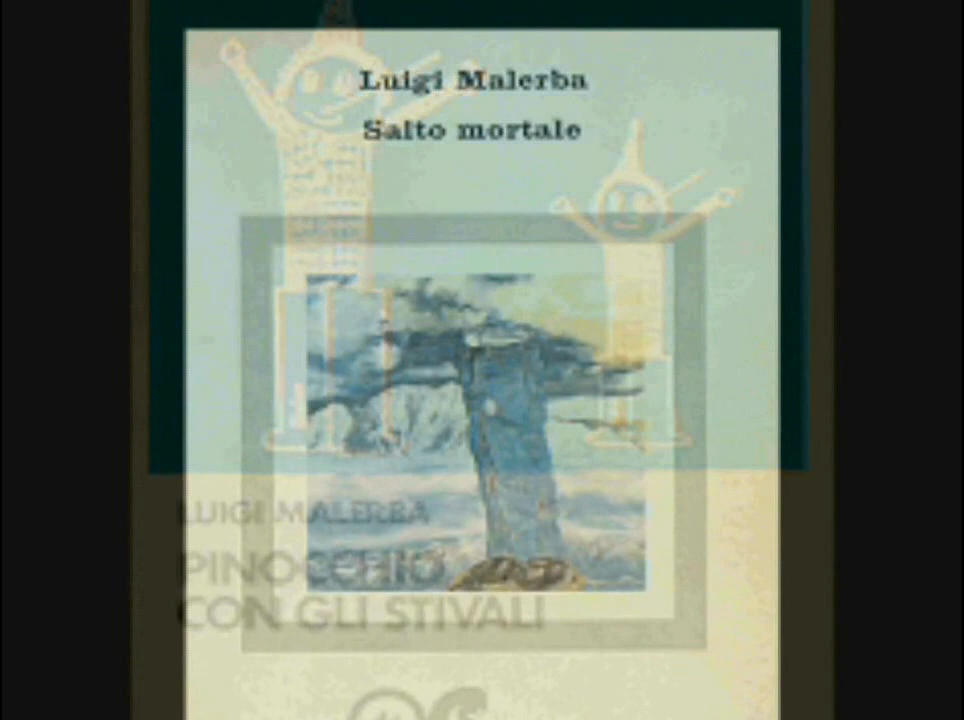 Luigi Malerba
Salto mortale
LUIGI MALERBA
PINOCCHIO
CON GLI STIVALI